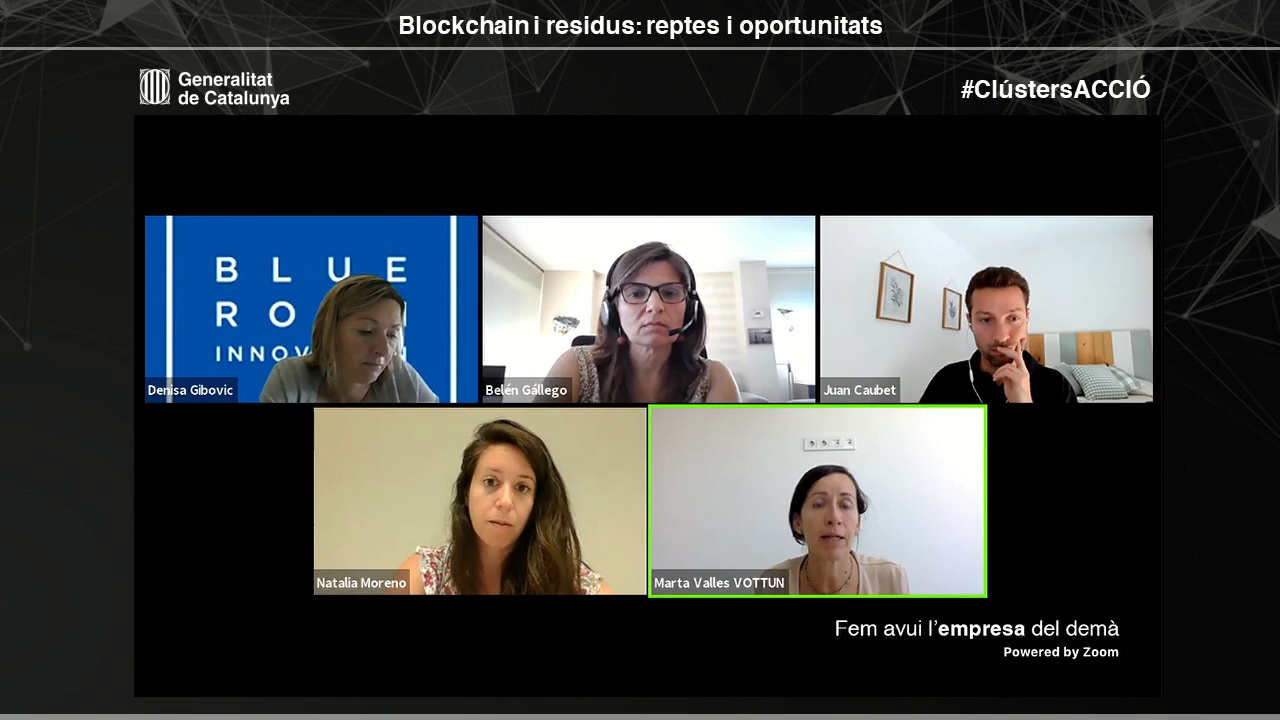 Blockchain i residus: reptes i oportunitats
Generalitat
de Catalunya
#ClústersACCIÓ
BLUE
RO
INNOV
Denisa Gibovic
Belén Gállego
Juan Caubet
Natalia Moreno
Marta Valles VOTTUN
Fem avui l'empresa del demà
Powered by Zoom